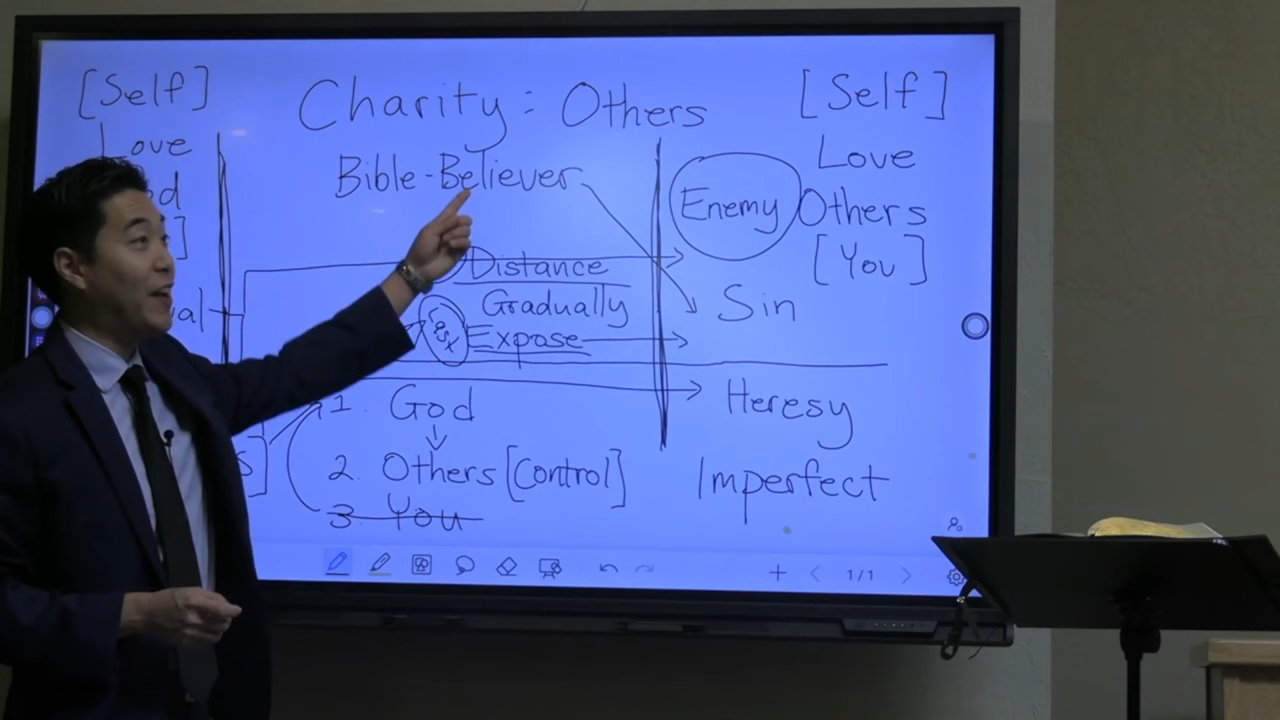 [Self]
Charity: Others
[Self]
Love
Bible-Believer
Love
Enemy
Others
[You]
Distance
Gradually
Sin
Expose
1. God
Heresy
2. Others [Control]
Imperfect
3. You
1/1